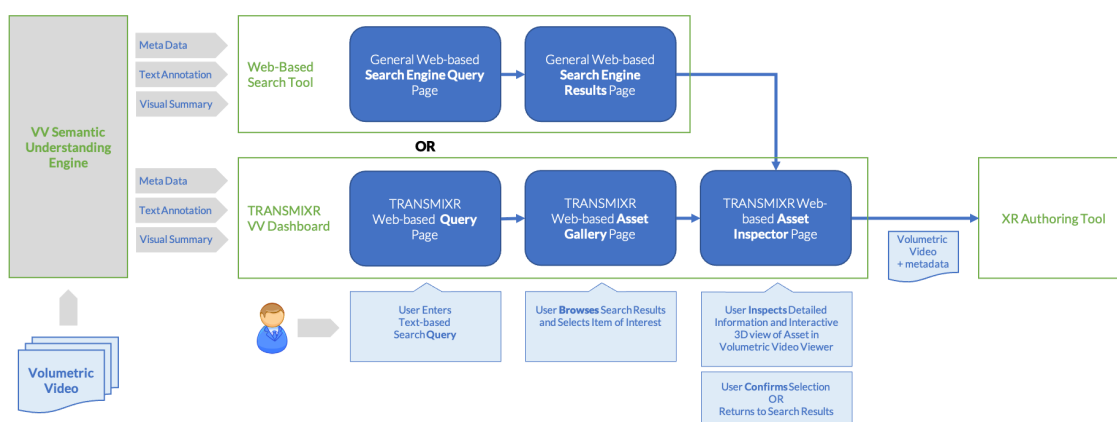 VV Semantic
Understanding
Engine
Meta Data
Text Annotation
Visual Summary
Web-Based
Search Tool
General Web-based
Search Engine Query
Page
General Web-based
Search Engine
Results Page
OR
Meta Data
Text Annotation
Visual Summary
TRANSMIXR
VV Dashboard
TRANSMIXR
Web-based Query
Page
TRANSMIXR
Web-based Asset
Gallery Page
TRANSMIXR Web-
based Asset
Inspector Page
Volumetric
Video
+ metadata
XR Authoring Tool
Volumetric
Video
User Enters
Text-based
Search Query
User Browses Search Results
and Selects Item of Interest
User Inspects Detailed
Information and Interactive
3D view of Asset in
Volumetric Video Viewer
User Confirms Selection
OR
Returns to Search Results